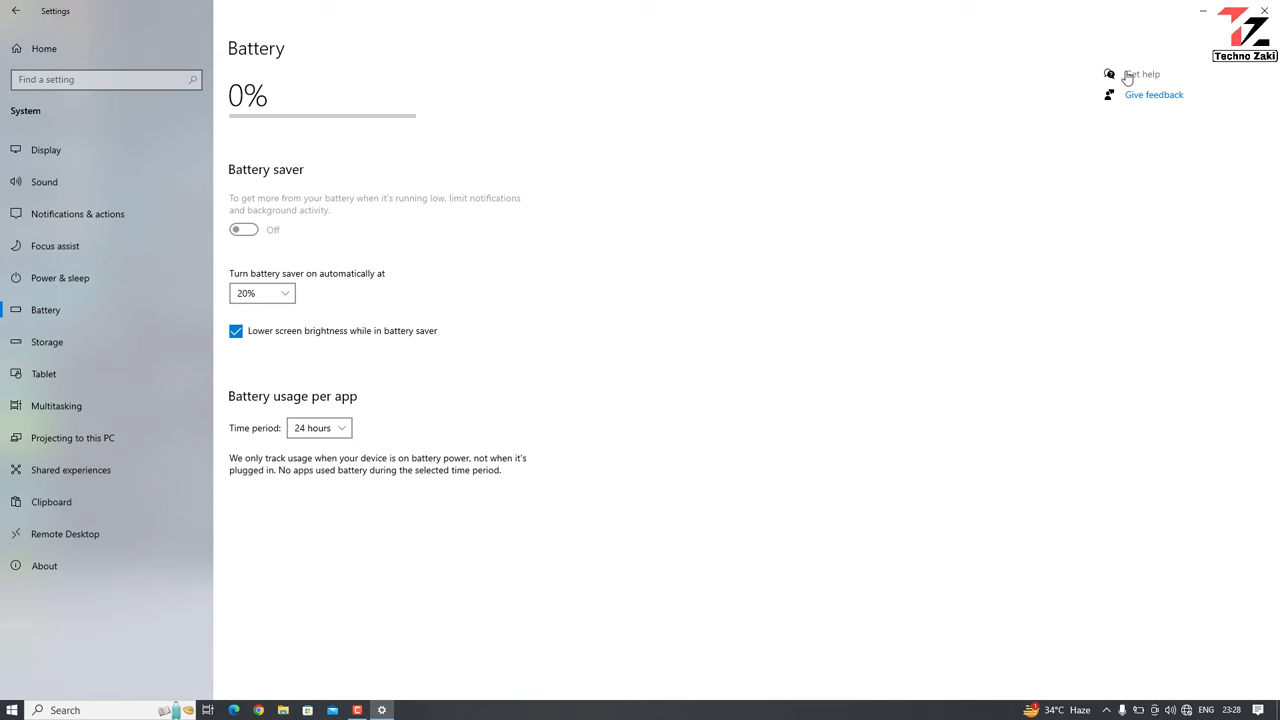 Settings
Home
Find a setting
System
Display
Sound
Notifications & actions
Focus assist
Power & sleep
Battery
Storage
Tablet
Multitasking
Projecting to this PC
Shared experiences
Clipboard
Remote Desktop
About
Battery
0%
Battery saver
To get more from your battery when it's running low, limit notifications
and background activity.
Off
Turn battery saver on automatically at
20%
Lower screen brightness while in battery saver
Battery usage per app
Time period: 24 hours
We only track usage when your device is on battery power, not when it's
plugged in. No apps used battery during the selected time period.
TZ
Techno Zaki
Get help
Give feedback
Search
34°C Haze
ENG
23:28